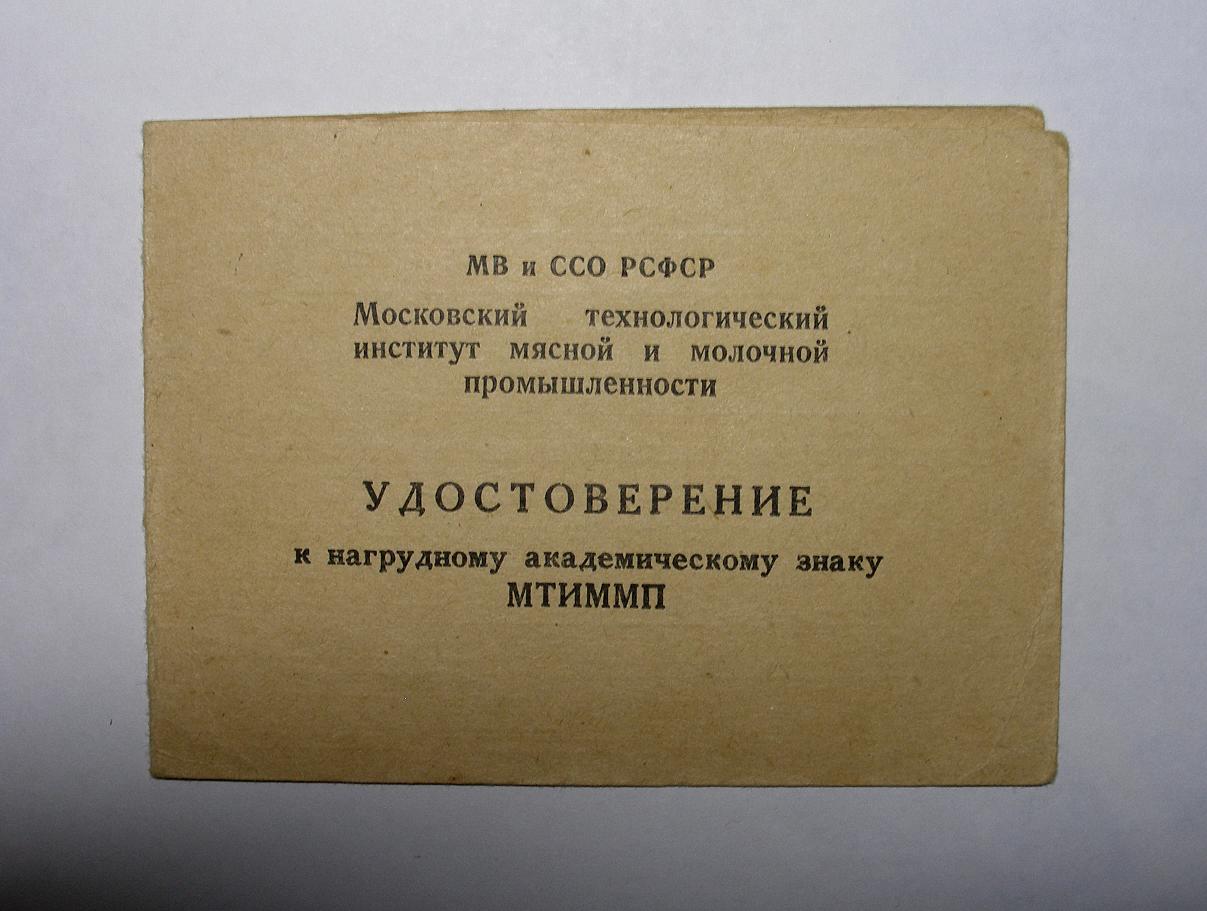 МВ и ССО РСФСР
Московский технологический
институт мясной и молочной
промышленности
УДОСТОВЕРЕНИЕ
к нагрудному академическому знаку
МТИММП